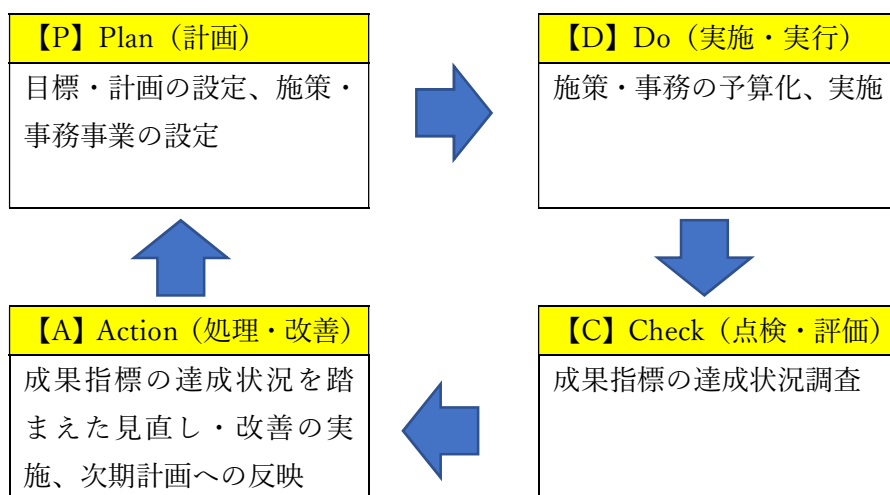 【P】Plan（計画）
目標・計画の設定、施策・
事務事業の設定
【D】Do（実施・実行）
施策・事務の予算化、実施
【A】Action（処理・改善）
成果指標の達成状況を踏
まえた見直し・改善の実
施、次期計画への反映
【C】Check（点検・評価）
成果指標の達成状況調査